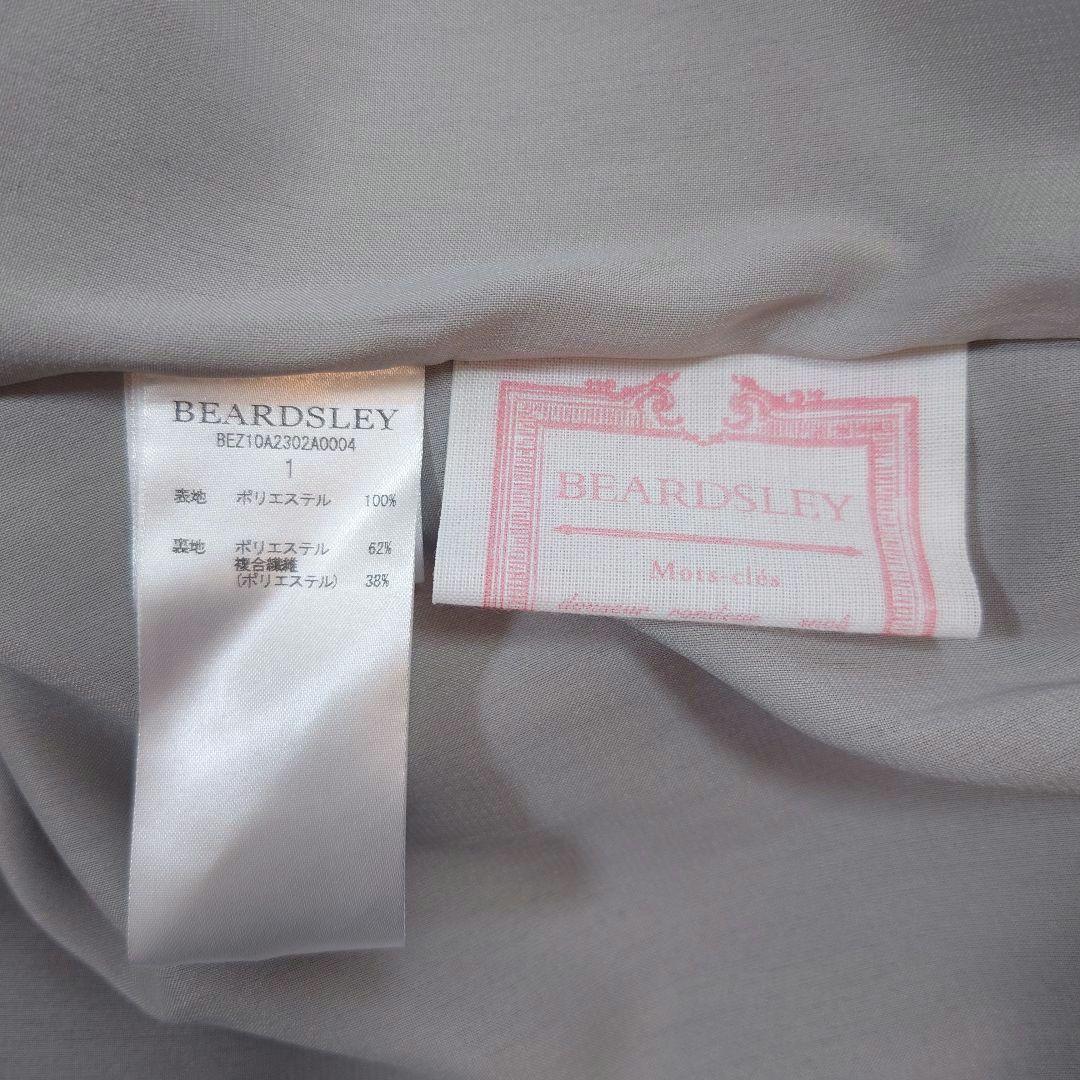 BEARDSLEY
BEZ10A2302A0004
1
表地 ポリエステル 100%
裏地 ポリエステル 62%
複合繊維
(ポリエステル) 38%
BEARDSLEY
Mots-clés